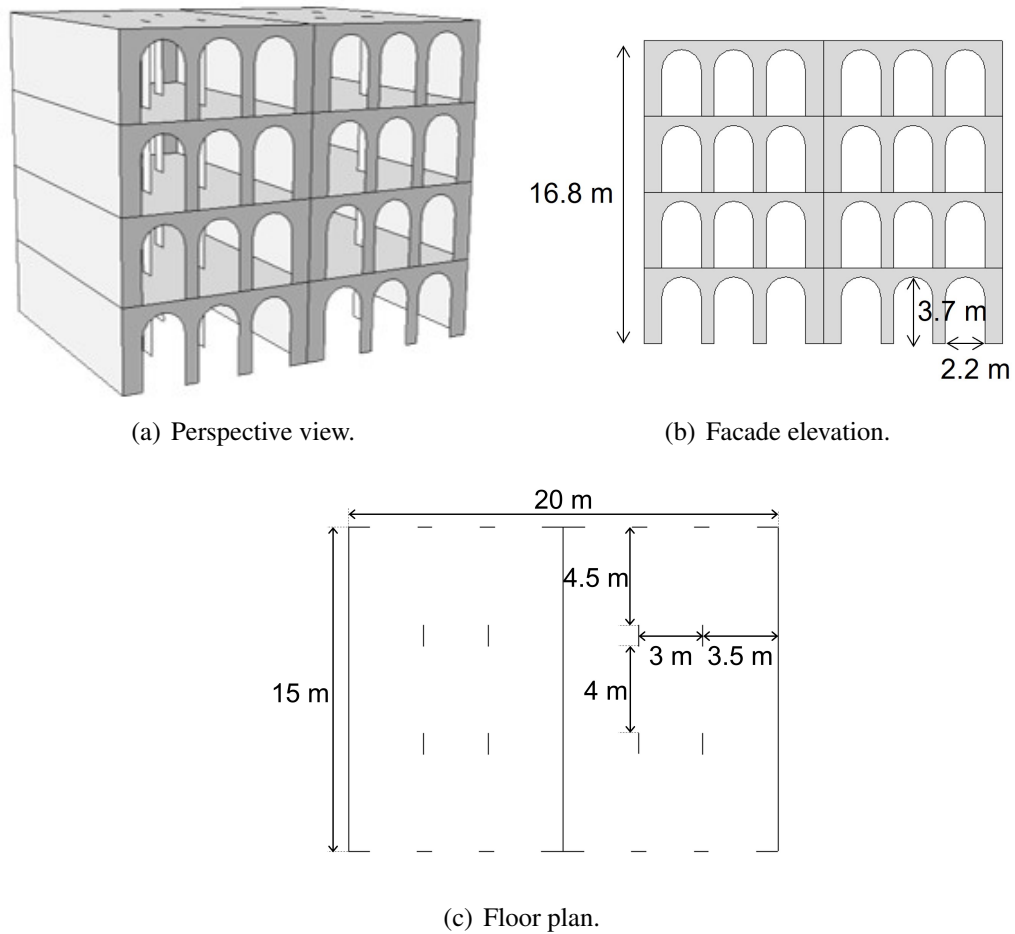 16.8 m
3.7 m
2.2 m
(a) Perspective view.
(b) Facade elevation.
20 m
4.5 m
3 m
3.5 m
4 m
15 m
(c) Floor plan.